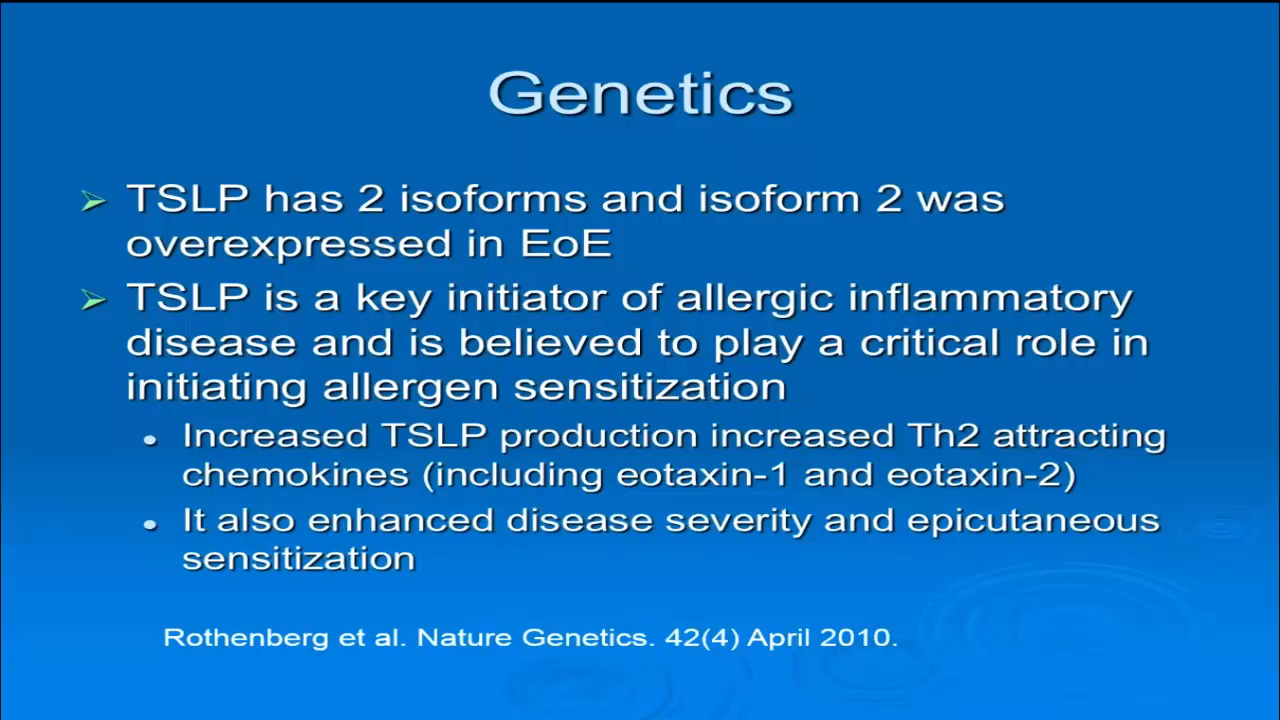 Genetics
TSLP has 2 isoforms and isoform 2 was
overexpressed in EoE
TSLP is a key initiator of allergic inflammatory
disease and is believed to play a critical role in
initiating allergen sensitization
Increased TSLP production increased Th2 attracting
chemokines (including eotaxin-1 and eotaxin-2)
It also enhanced disease severity and epicutaneous
sensitization
Rothenberg et al. Nature Genetics. 42(4) April 2010.